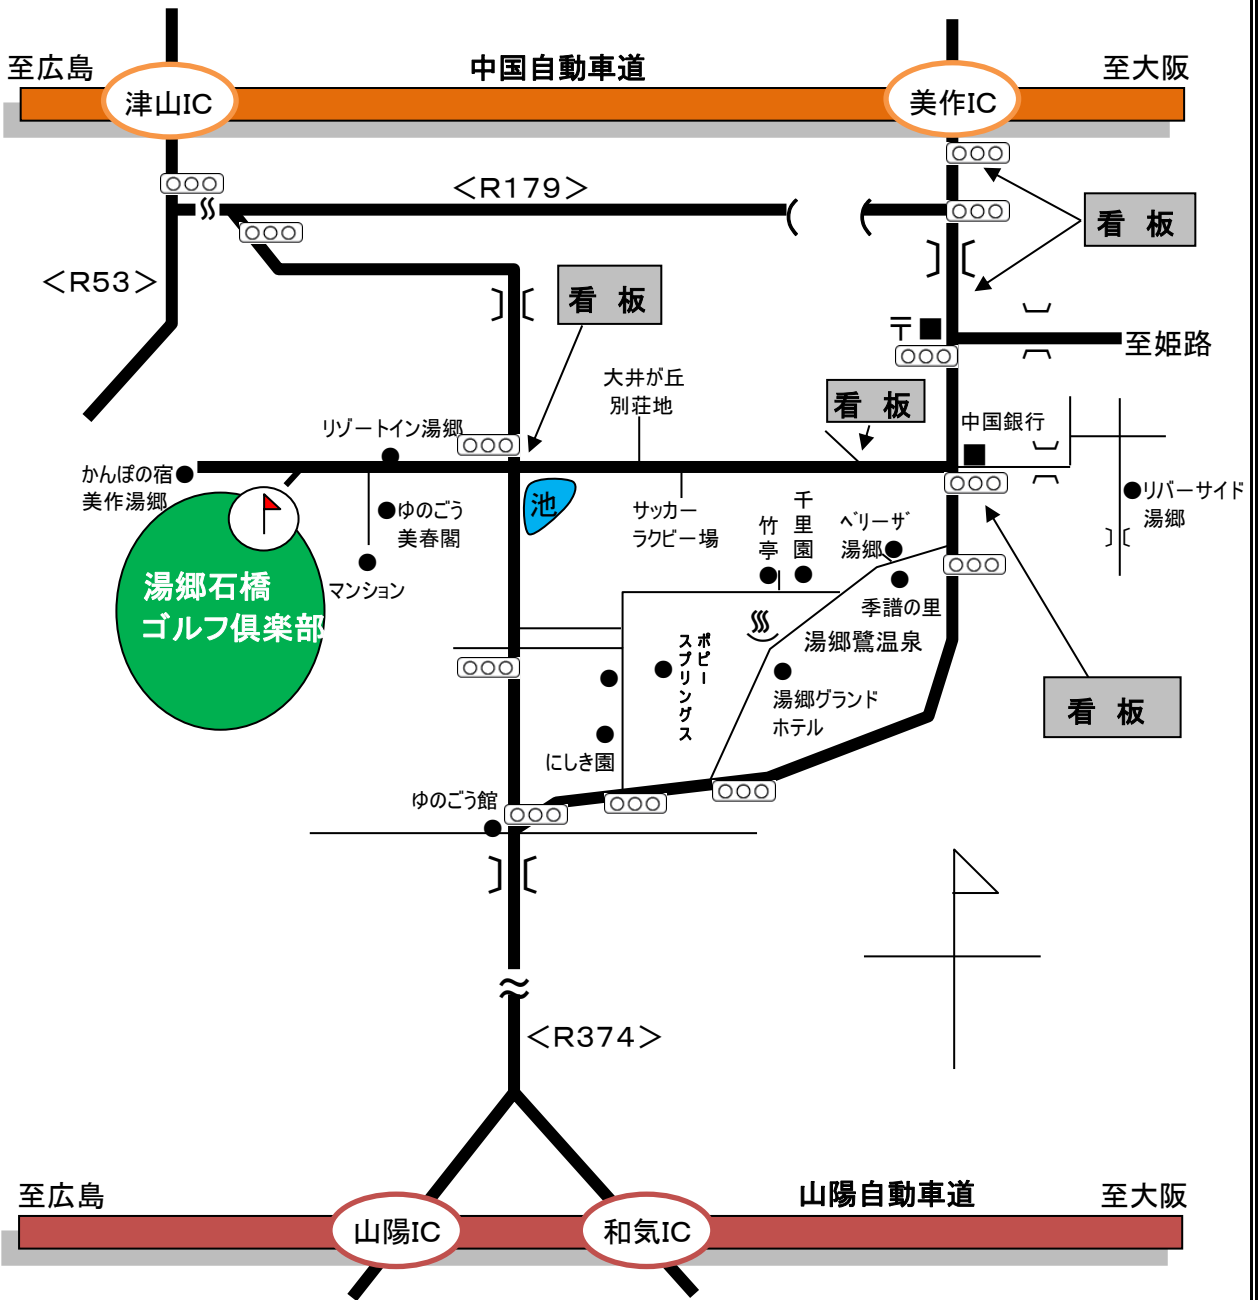 至広島
中国自動車道
至大阪
津山IC
美作IC
＜R179＞
看 板
＜R53＞
看 板
〒
至姫路
大井が丘
別荘地
看 板
中国銀行
リゾートイン湯郷
かんぽの宿
美作湯郷
ゆのごう
美春閣
池
サッカー
ラクビー場
千里園
竹亭
ベリーザ
湯郷
リバーサイド
湯郷
マンション
湯郷石橋
ゴルフ倶楽部
季譜の里
湯郷鷺温泉
ポピー
スプリングス
湯郷グランド
ホテル
看 板
にしき園
ゆのごう館
＜R374＞
至広島
山陽自動車道
至大阪
山陽IC
和気IC